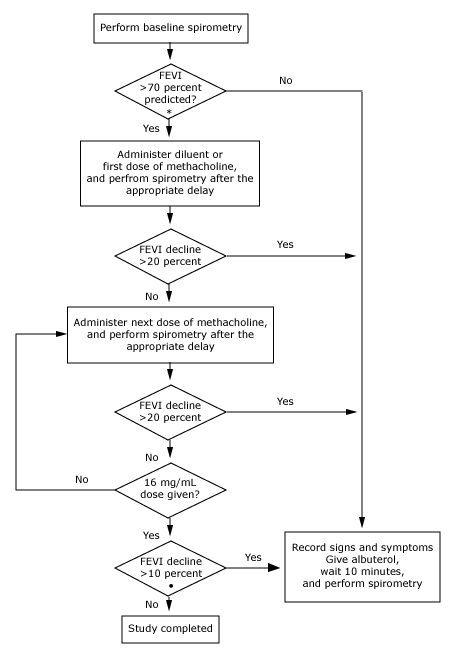 Perform baseline spirometry
FEVI
>70 percent
predicted?
*
No
Yes
Administer diluent or
first dose of methacholine,
and perfrom spirometry after the
appropriate delay
FEVI decline
>20 percent
Yes
No
Administer next dose of methacholine,
and perform spirometry after the
appropriate delay
FEVI decline
>20 percent
Yes
No
16 mg/mL
dose given?
No
Yes
FEVI decline
>10 percent
•
Yes
No
Record signs and symptoms
Give albuterol,
wait 10 minutes,
and perform spirometry
Study completed